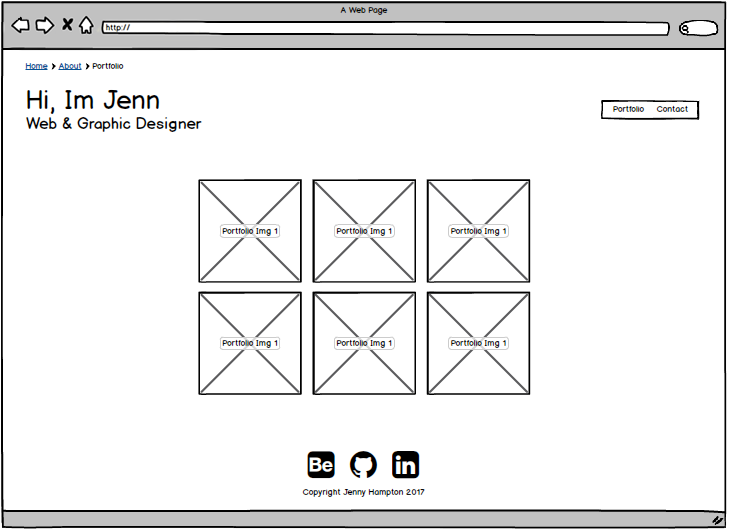 A Web Page
http://
Home > About > Portfolio
Hi, Im Jenn
Web & Graphic Designer
Portfolio Contact
Portfolio Img 1 Portfolio Img 1 Portfolio Img 1
Portfolio Img 1 Portfolio Img 1 Portfolio Img 1
Be in
Copyright Jenny Hampton 2017